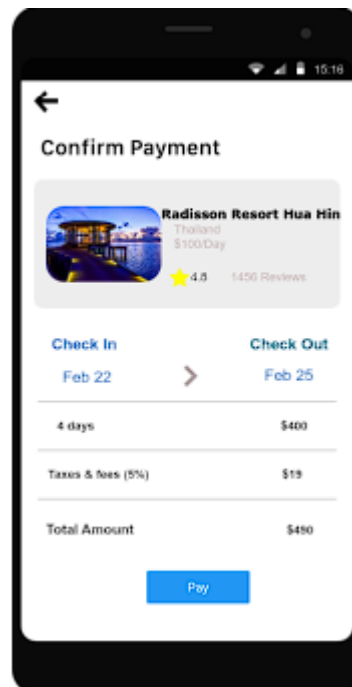 15:16
Confirm Payment
Radisson Resort Hua Hin
Thailand
$100/Day
4.8 1456 Reviews
Check In Check Out
Feb 22 Feb 25
4 days $400
Taxes & fees (5%) $19
Total Amount $490
Pay